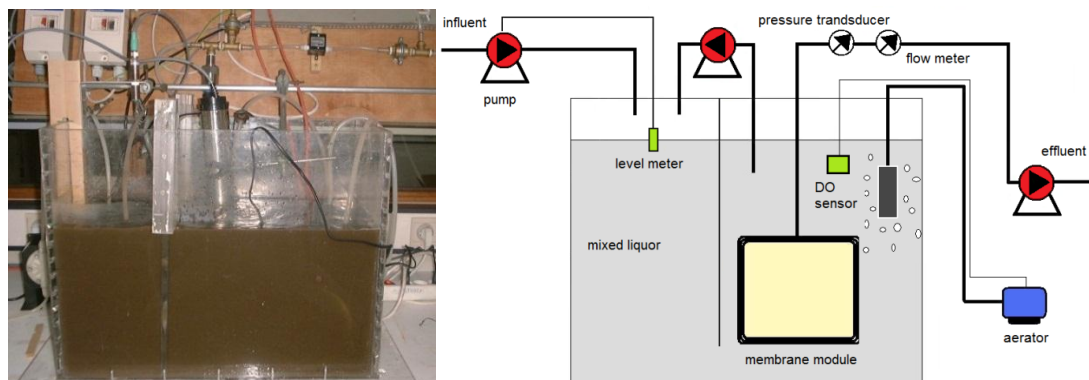 influent
pump
level meter
pressure trandsducer
flow meter
effluent
DO
sensor
mixed liquor
membrane module
aerator